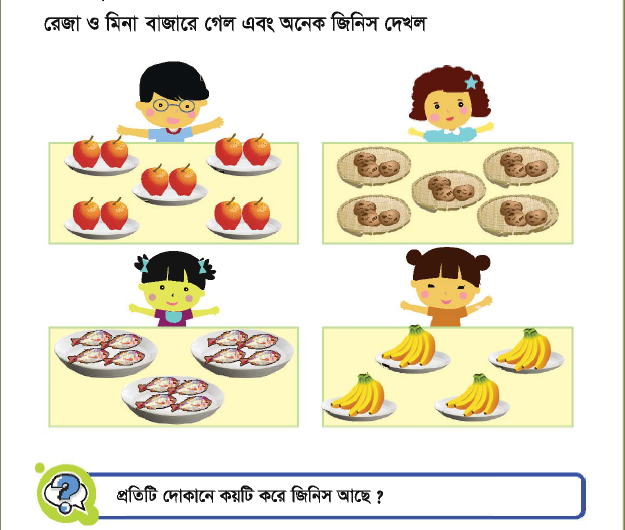 রেজা ও মিনা বাজারে গেল এবং অনেক জিনিস দেখল
প্রতিটি দোকানে কয়টি করে জিনিস আছে ?